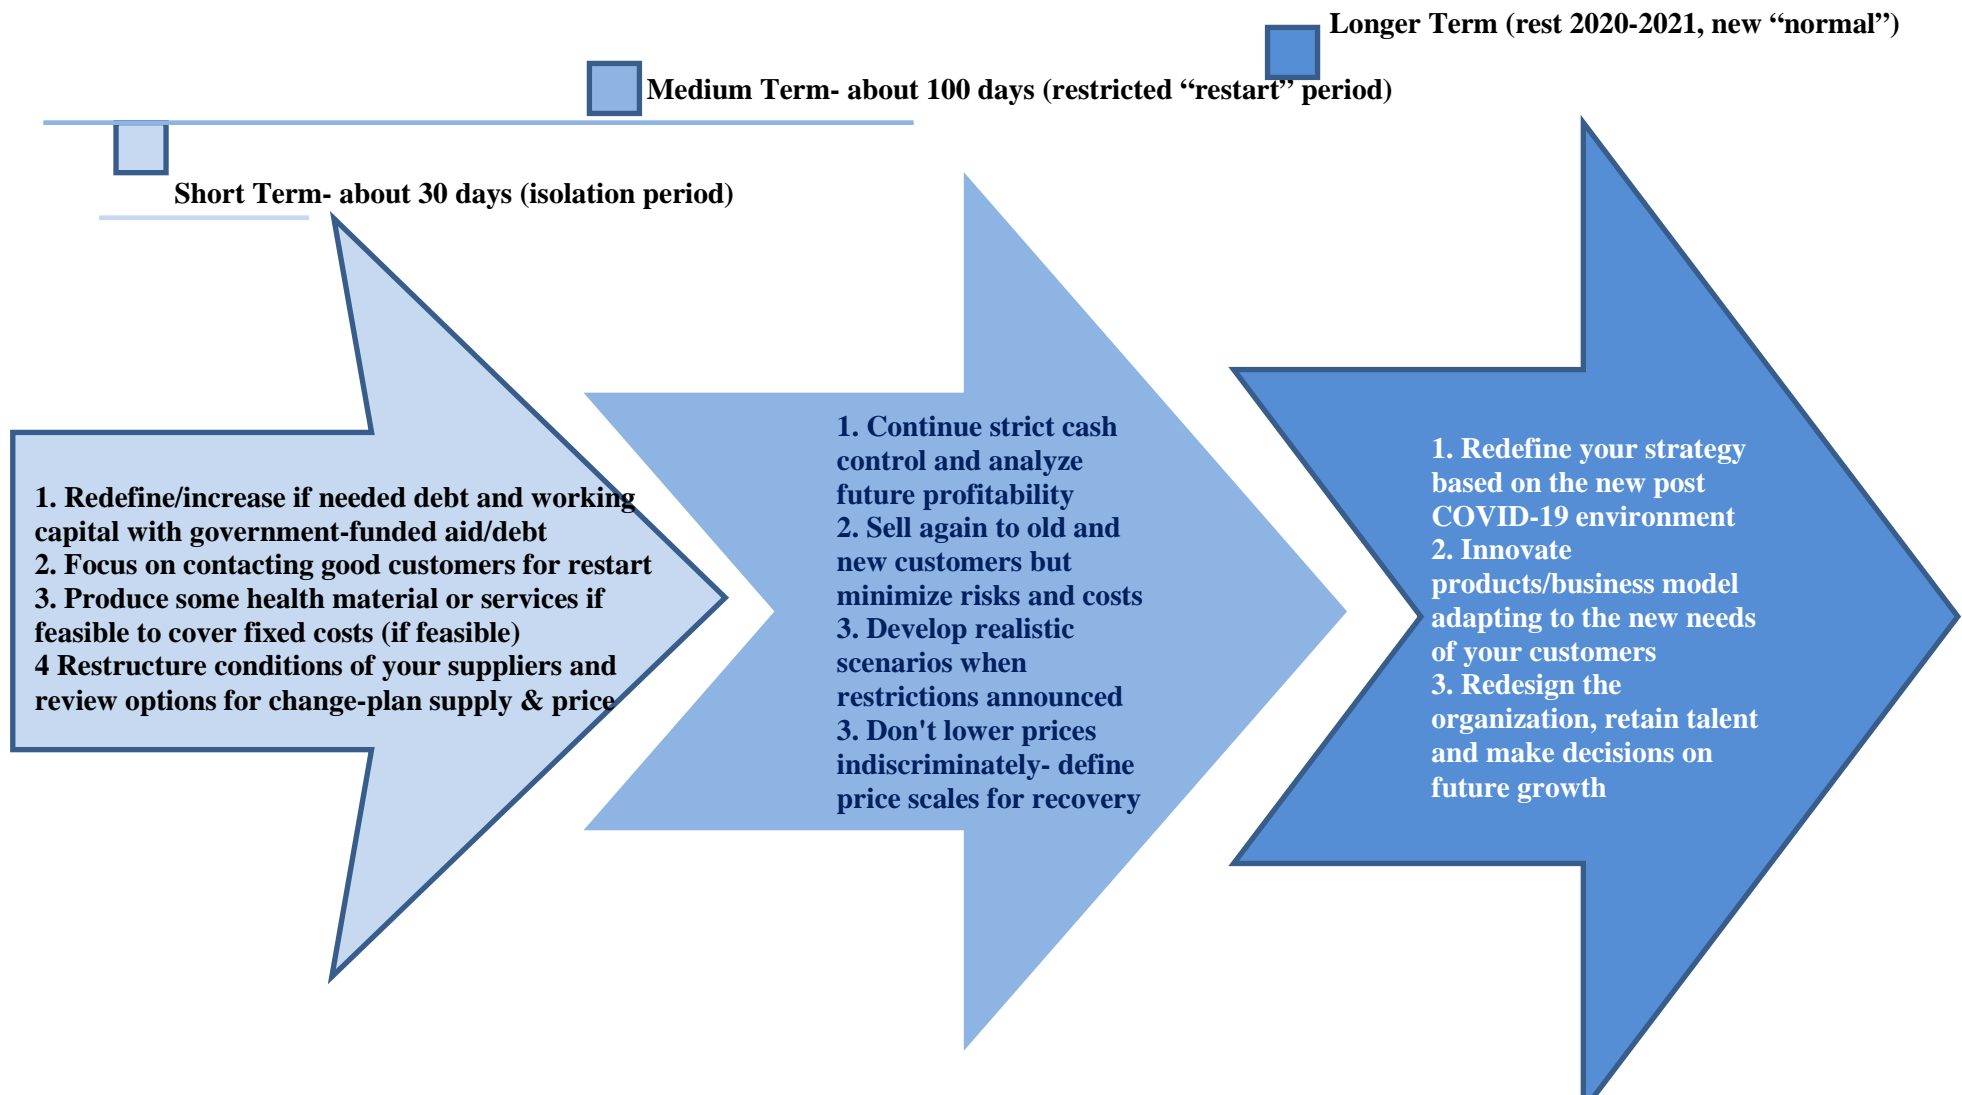 Longer Term (rest 2020-2021, new “normal”)
Medium Term- about 100 days (restricted “restart” period)
Short Term- about 30 days (isolation period)
1. Redefine/increase if needed debt and working
capital with government-funded aid/debt
2. Focus on contacting good customers for restart
3. Produce some health material or services if
feasible to cover fixed costs (if feasible)
4 Restructure conditions of your suppliers and
review options for change-plan supply & price
1. Continue strict cash
control and analyze
future profitability
2. Sell again to old and
new customers but
minimize risks and costs
3. Develop realistic
scenarios when
restrictions announced
3. Don't lower prices
indiscriminately- define
price scales for recovery
1. Redefine your strategy
based on the new post
COVID-19 environment
2. Innovate
products/business model
adapting to the new needs
of your customers
3. Redesign the
organization, retain talent
and make decisions on
future growth